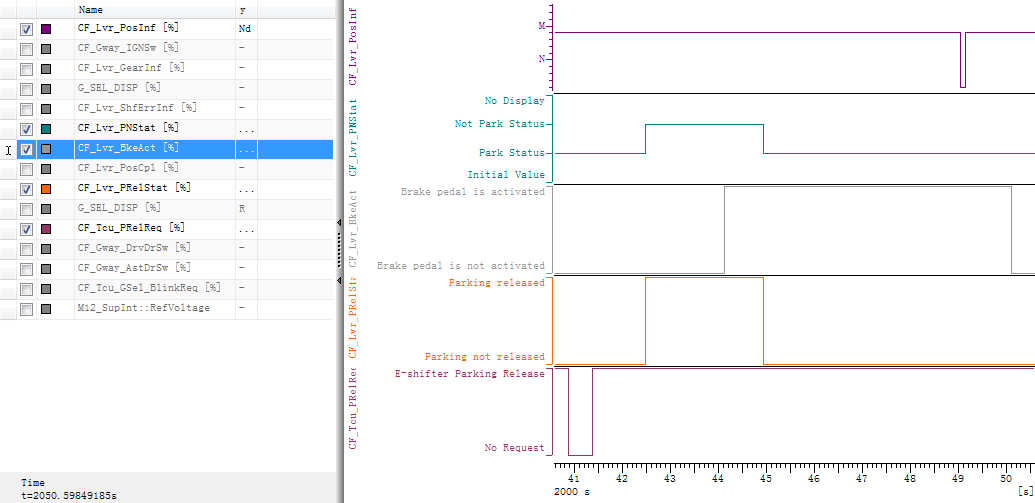 Name y
CF_Lvr_PosInf [%] Nd
CF_Gway_IGNSw [%] -
CF_Lvr_GearInf [%] -
G_SEL_DISP [%] -
CF_Lvr_ShfErrInf [%] -
CF_Lvr_PNStat [%] ...
CF_Lvr_BkeAct [%] ...
CF_Lvr_PosCpl [%] -
CF_Lvr_PRelStat [%] ...
G_SEL_DISP [%] R
CF_Tcu_PRelReq [%] ...
CF_Gway_DrvDrSw [%] -
CF_Gway_AstDrSw [%] -
CF_Tcu_GSel_BlinkReq [%] -
M12_SupInt::RefVoltage -
Time
t=2050.59849185s
CF_Lvr_PosInf
M
N
CF_Lvr_PNStat
No Display
Not Park Status
Park Status
Initial Value
CF_Lvr_BkeAct
Brake pedal is activated
Brake pedal is not activated
CF_Lvr_PRelSta
Parking released
Parking not released
CF_Tcu_PRelRec
E-shifter Parking Release
No Request
41 42 43 44 45 46 47 48 49 50
2000 s [s]